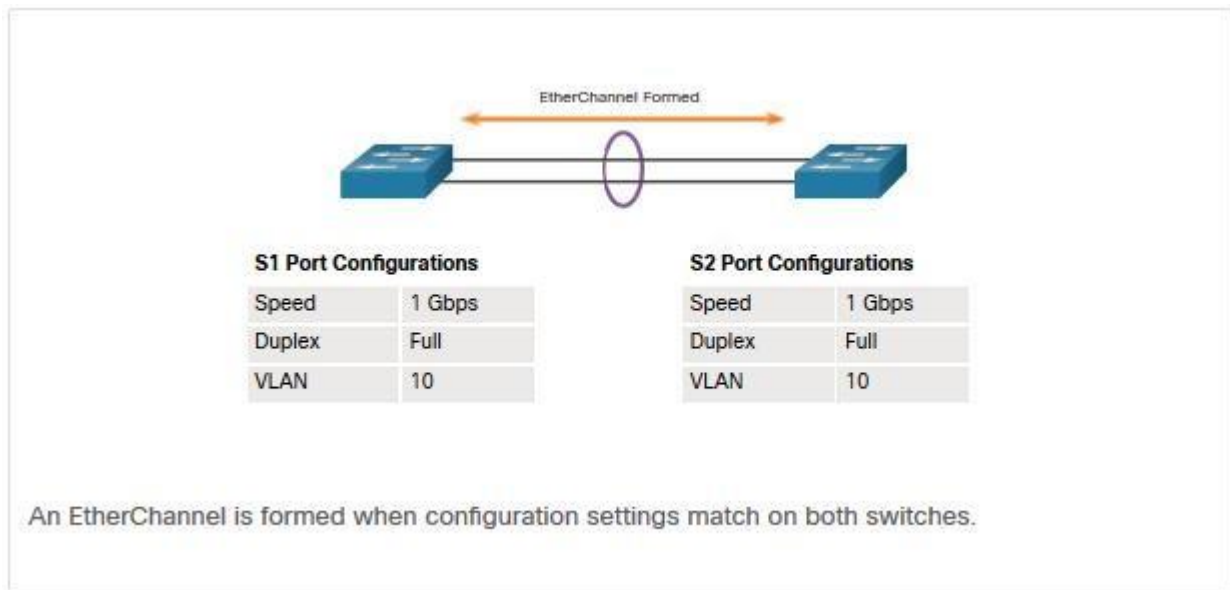 EtherChannel Formed
S1 Port Configurations
Speed 1 Gbps
Duplex Full
VLAN 10
S2 Port Configurations
Speed 1 Gbps
Duplex Full
VLAN 10
An EtherChannel is formed when configuration settings match on both switches.